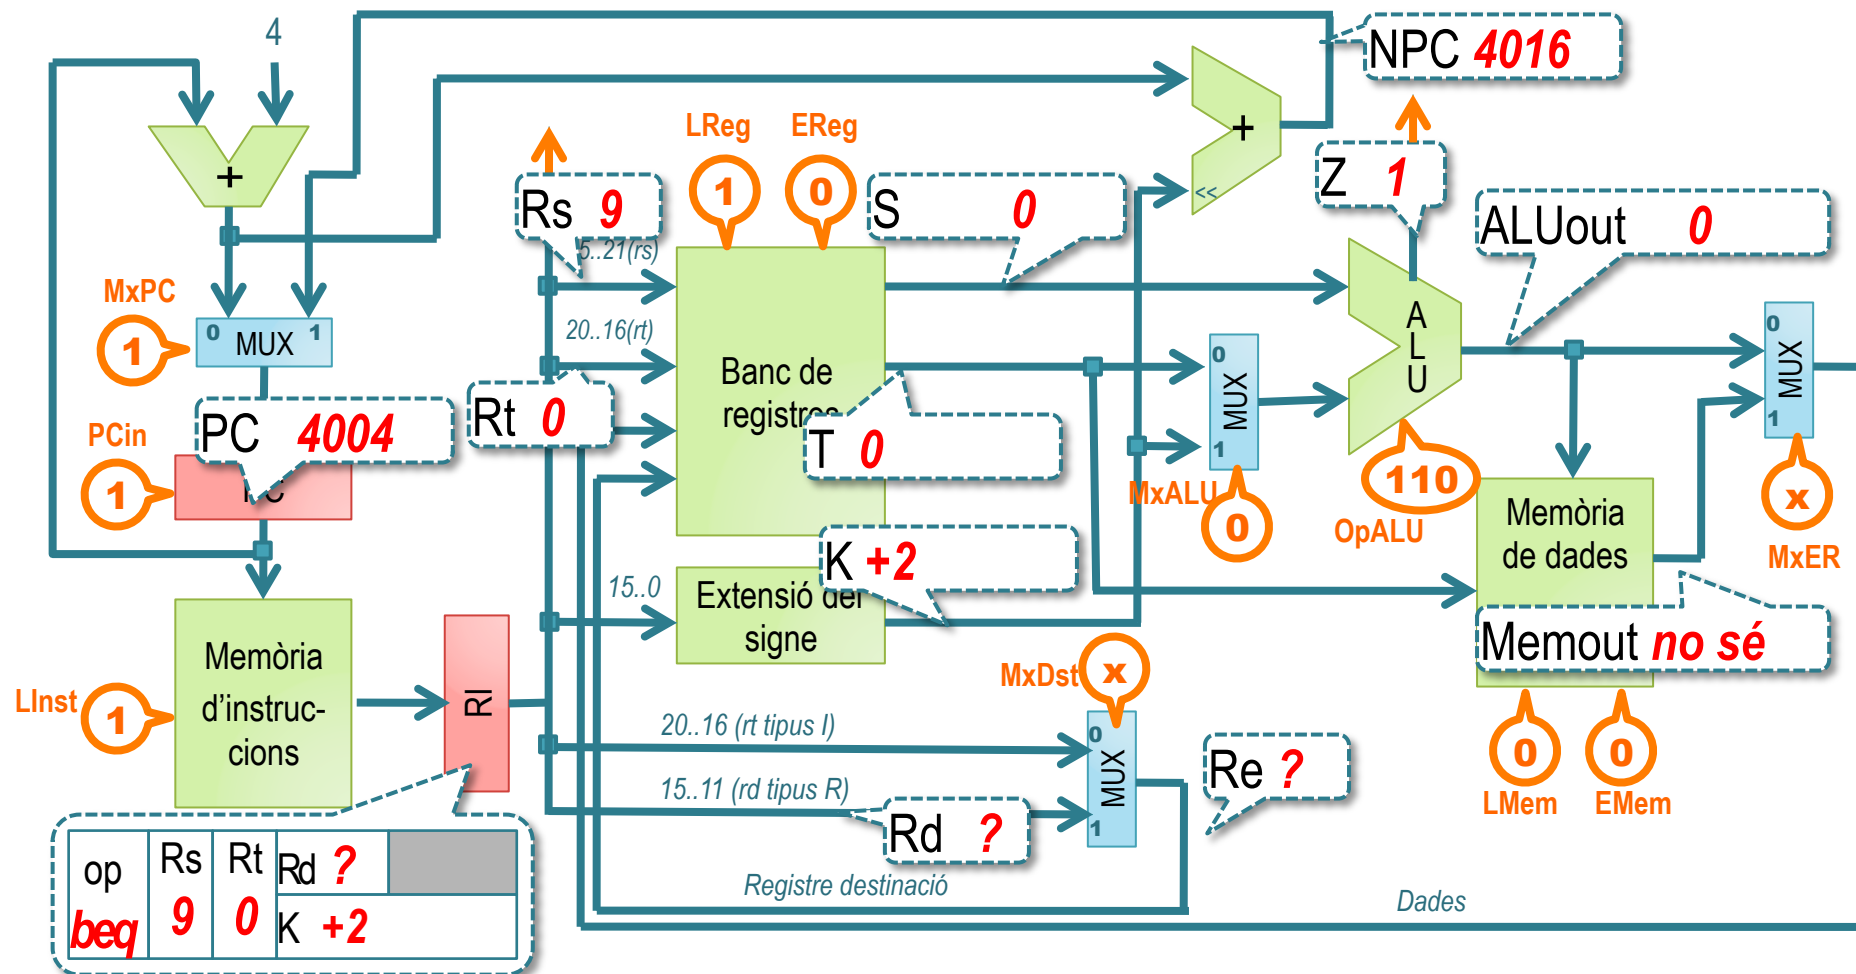 4
NPC 4016
LReg
EReg
+
+
Z 1
1
0
Rs 9
S 0
<<
ALUout 0
5..21(rs)
MxPC
0
1
MUX
1
20..16(rt)
A
L
U
0
MUX
1
0
MUX
1
Banc de
registres
PC 4004
Rt 0
T 0
PCin
1
110
x
MxALU
0
OpALU
MxER
Memòria
de dades
K +2
15..0
Extensió del
signe
Memòria
d'instruc-
cions
RI
Memout no sé
MxDst
x
LInst
1
20..16 (rt tipus I)
0
MUX
1
Re ?
0
0
15..11 (rd tipus R)
LMem
EMem
Rd ?
op
Rs
Rt
Rd ?
beq
9
0
K +2
Registre destinació
Dades